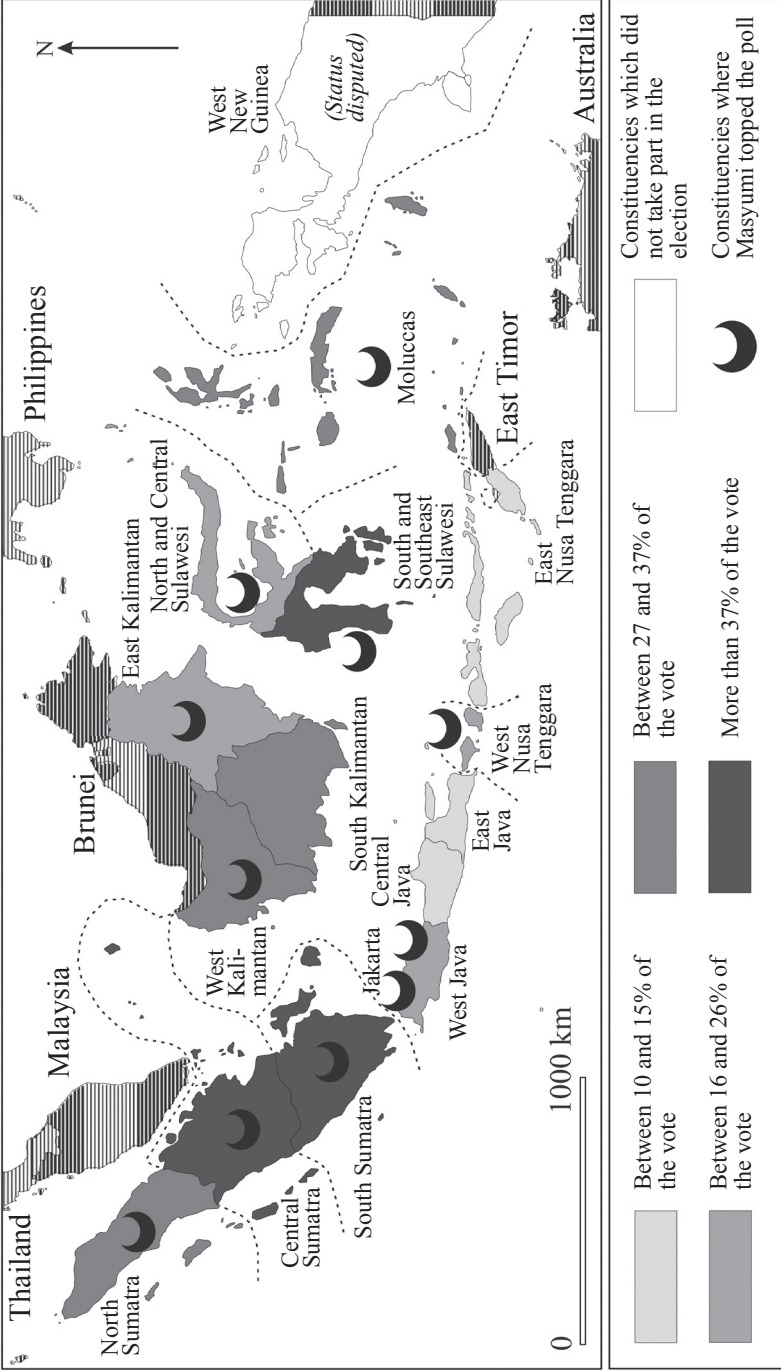 Thailand
Malaysia
Brunei
Philippines
N
North
Sumatra
Central
Sumatra
South Sumatra
West
Kali-
mantan
East Kalimantan
South Kalimantan
North and Central
Sulawesi
South and
Southeast
Sulawesi
Moluccas
West
New
Guinea
(Status
disputed)
Jakarta
West Java
Central
Java
East
Java
West
Nusa
Tenggara
East
Nusa Tenggara
East Timor
Australia
0
1000 km
Between 10 and 15% of
the vote
Between 16 and 26% of
the vote
Between 27 and 37% of
the vote
More than 37% of the vote
Constituencies which did
not take part in the
election
Constituencies where
Masyumi topped the poll